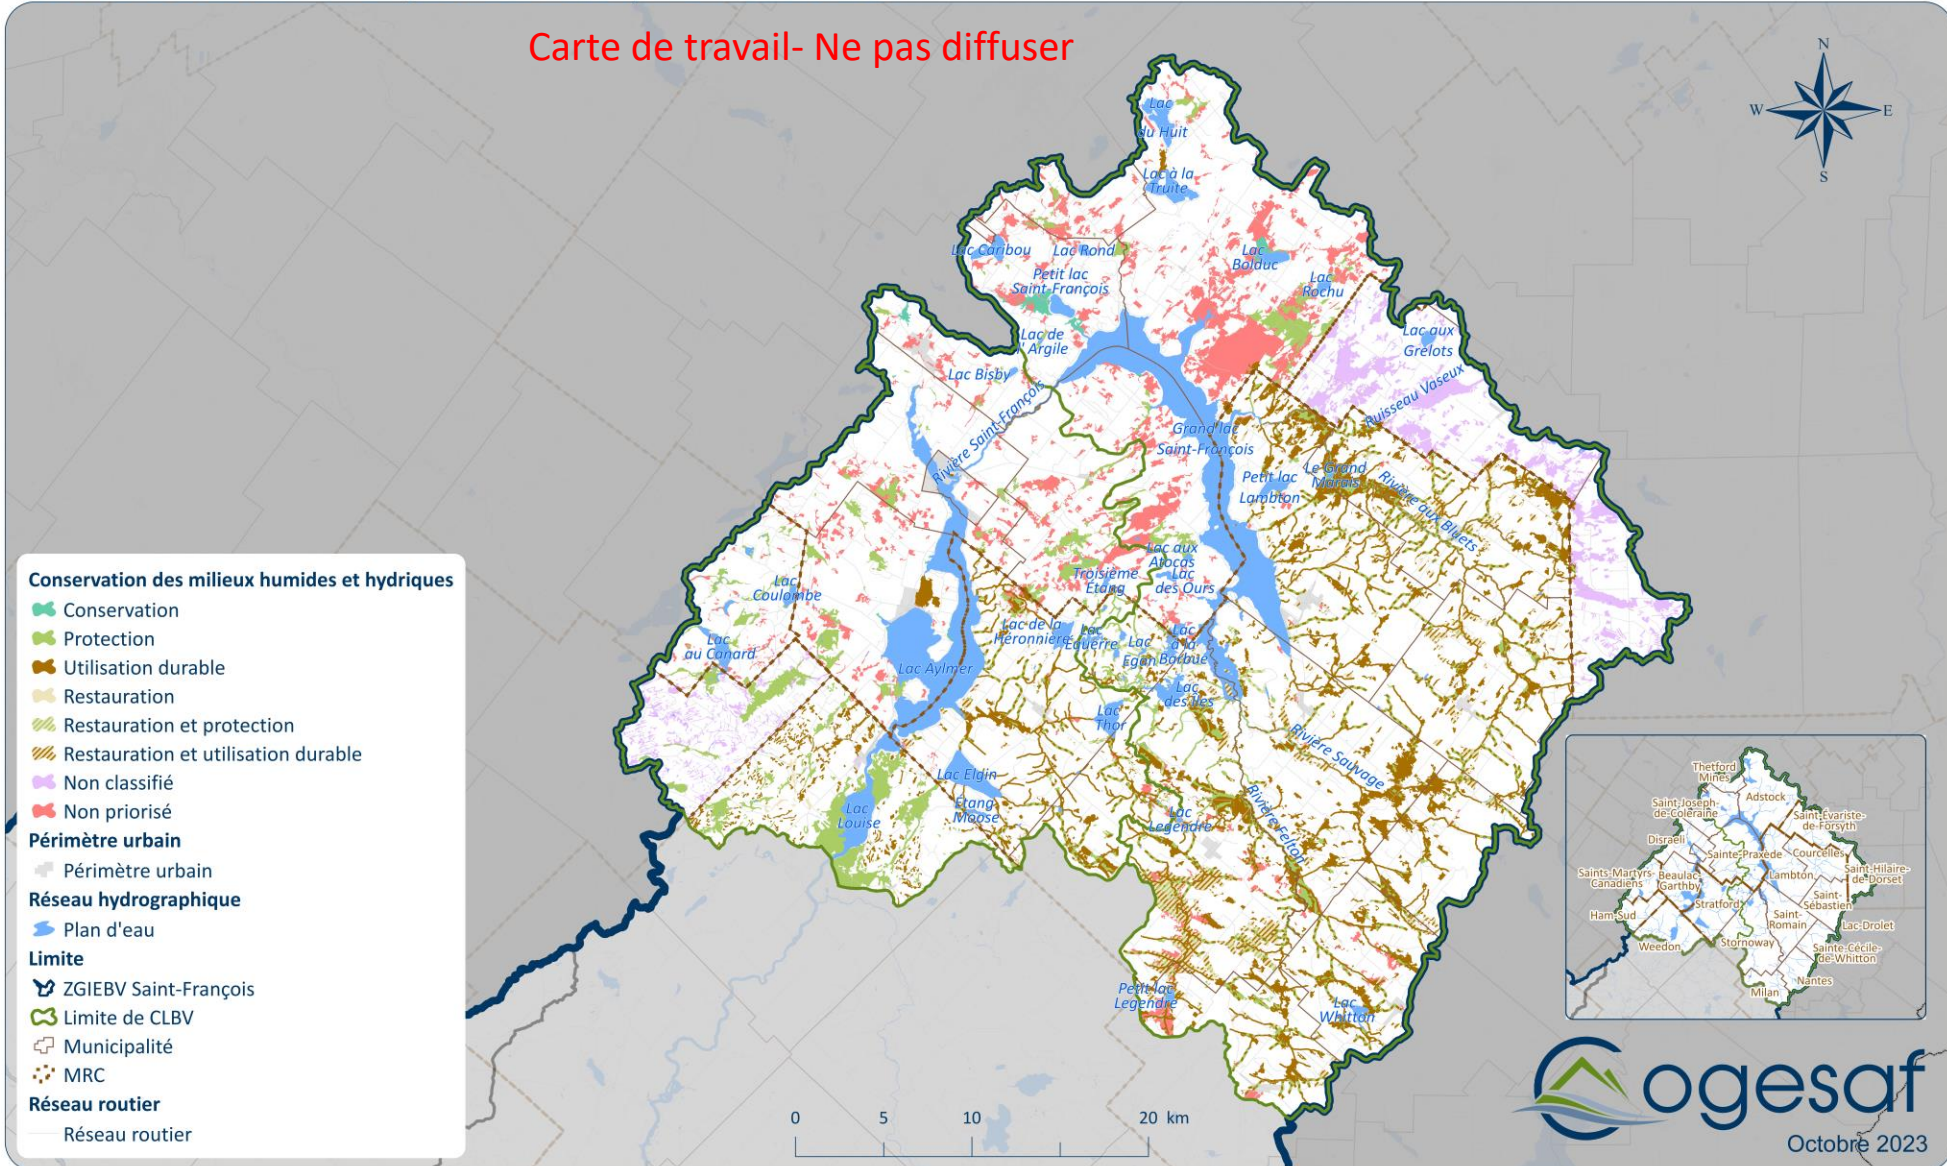 Carte de travail- Ne pas diffuser
N
W
E
S
Lac
du Huit
Lac à la
Truite
Lac Caribou
Lac Rond
Lac
Bolduc
Petit lac
Saint-François
Lac
Rochu
Lac de
l'Argile
Lac aux
Grelots
Lac Bisby
Ruisseau Vaseux
Rivière Saint-François
Grand lac
Saint-François
Petit lac
Lambton
Le Grand
Marais
Rivière aux Bluets
Lac aux
Atocas
Troisième
Étang
Lac
des Ours
Lac
Coulombe
Lac de la
Héronnière
Lac
Équerre
Lac
Egan
Lac
à la
Barbue
Lac
au Canard
Lac Aylmer
Lac
des Îles
Lac
Thor
Rivière Sauvage
Lac Elgin
Étang
Moose
Lac
Louise
Lac
Legendre
Rivière Felton
Petit lac
Legendre
Lac
Whitton
Conservation des milieux humides et hydriques
Conservation
Protection
Utilisation durable
Restauration
Restauration et protection
Restauration et utilisation durable
Non classifié
Non priorisé
Périmètre urbain
Périmètre urbain
Réseau hydrographique
Plan d'eau
Limite
ZGIEBV Saint-François
Limite de CLBV
Municipalité
MRC
Réseau routier
Réseau routier
0 5 10 20 km
Thetford
Mines
Adstock
Saint-Joseph-
de-Coleraine
Saint-Évariste-
de-Forsyth
Disraeli
Sainte-Praxède
Courcelles
Saints-Martyrs-
Canadiens
Beaulac-
Garthby
Lambton
Saint-Hilaire-
de-Dorset
Stratford
Saint-
Sébastien
Ham-Sud
Saint-
Romain
Lac-Drolet
Weedon
Stornoway
Sainte-Cécile-
de-Whitton
Nantes
Milan
Cogesaf
Octobre 2023